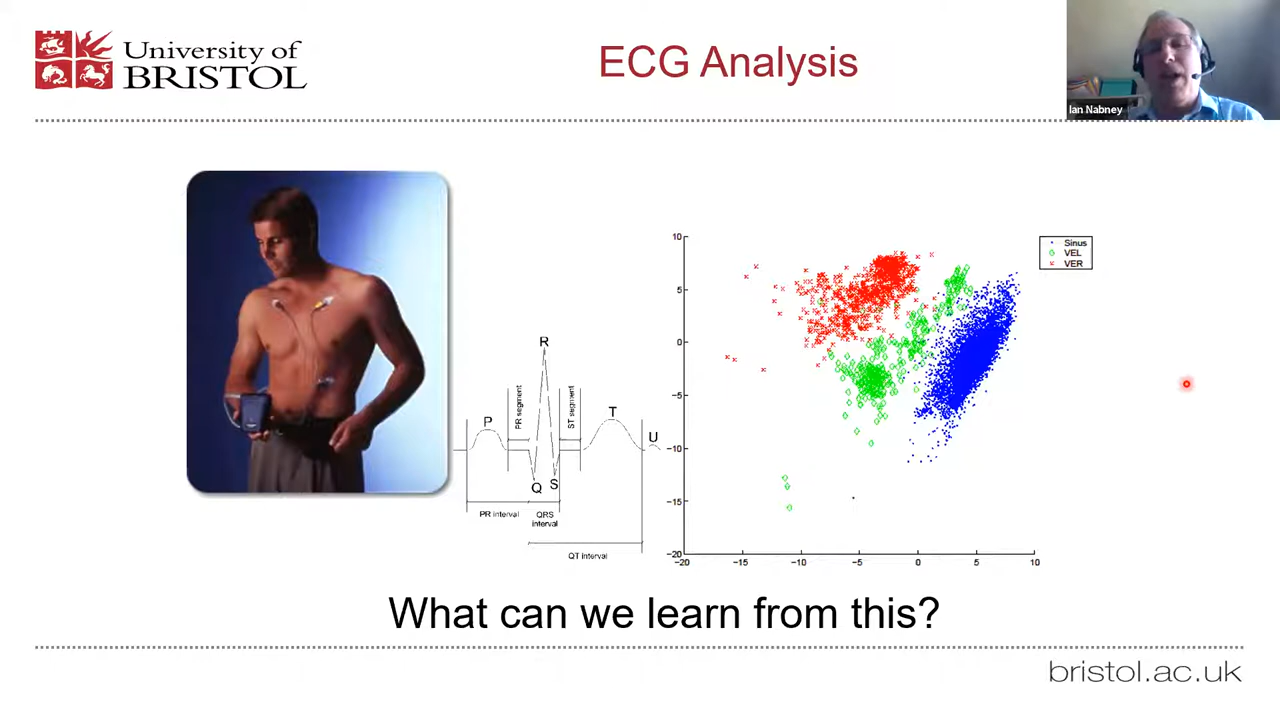 University of
BRISTOL
ECG Analysis
Ian Nabney
R
P
PR segment
ST segment
T
U
Q
S
PR interval
QRS
interval
QT interval
Sinus
VEL
VER
10
5
0
−5
−10
−15
−20
−20
−15
−10
−5
0
5
10
What can we learn from this?
bristol.ac.uk